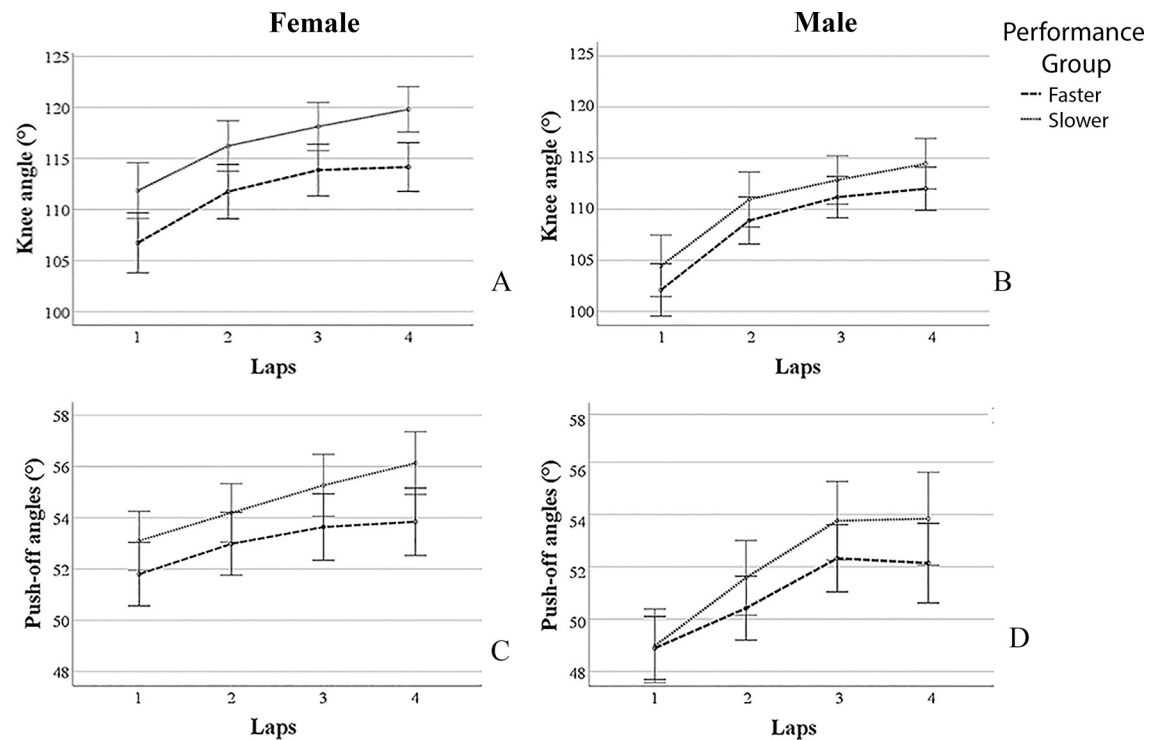 Female
Male
Performance
Group
Faster
Slower
Knee angle (°)
125
120
115
110
105
100
1 2 3 4
Laps
A
Knee angle (°)
125
120
115
110
105
100
1 2 3 4
Laps
B
Push-off angles (°)
58
56
54
52
50
48
1 2 3 4
Laps
C
Push-off angles (°)
58
56
54
52
50
48
1 2 3 4
Laps
D